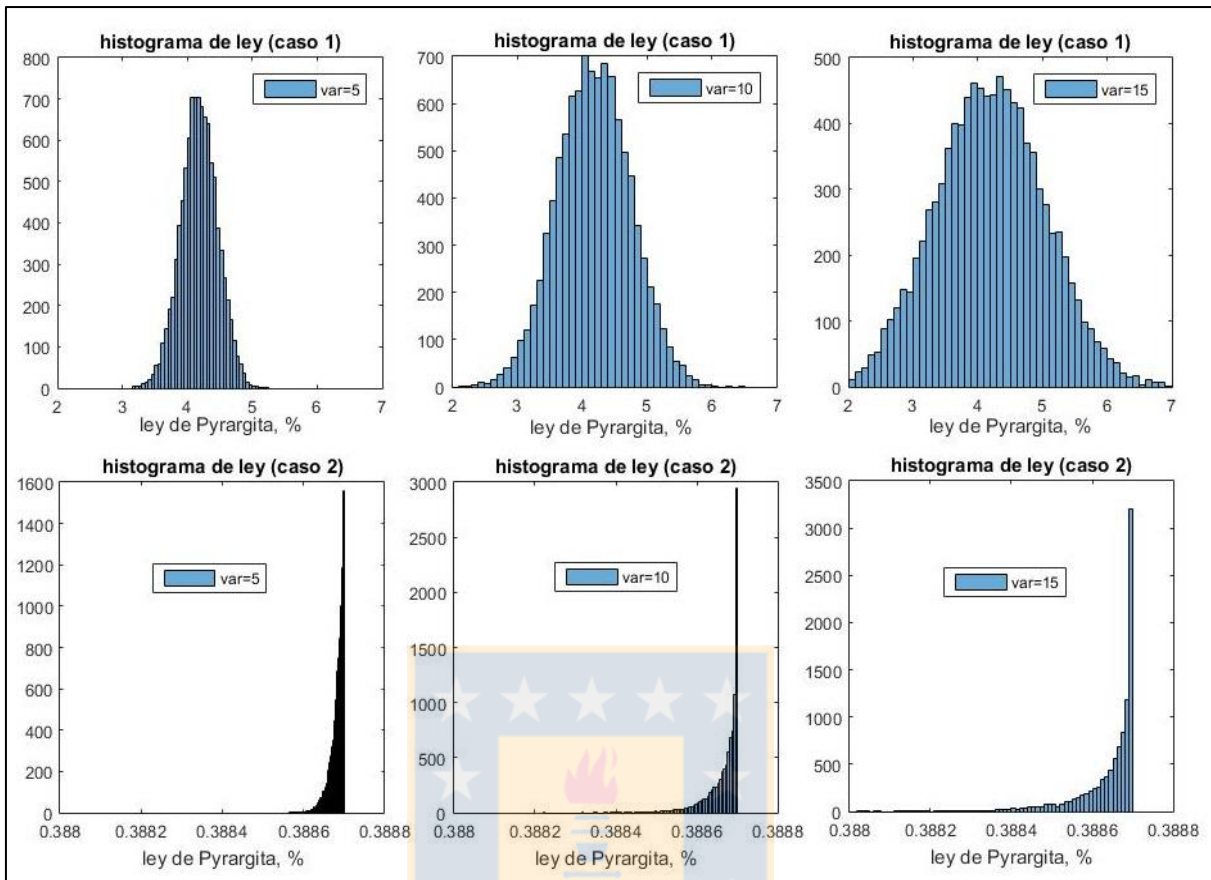 histograma de ley (caso 1)
800
700
600
500
400
300
200
100
0
2 3 4 5 6 7
var=5
ley de Pyrargita, %
histograma de ley (caso 1)
700
600
500
400
300
200
100
0
2 3 4 5 6 7
var=10
ley de Pyrargita, %
histograma de ley (caso 1)
500
400
300
200
100
0
2 3 4 5 6 7
var=15
ley de Pyrargita, %
histograma de ley (caso 2)
1600
1400
1200
1000
800
600
400
200
0
0.388 0.3882 0.3884 0.3886 0.3888
var=5
ley de Pyrargita, %
histograma de ley (caso 2)
3000
2500
2000
1500
1000
500
0
0.388 0.3882 0.3884 0.3886 0.3888
var=10
ley de Pyrargita, %
histograma de ley (caso 2)
3500
3000
2500
2000
1500
1000
500
0
0.388 0.3882 0.3884 0.3886 0.3888
var=15
ley de Pyrargita, %